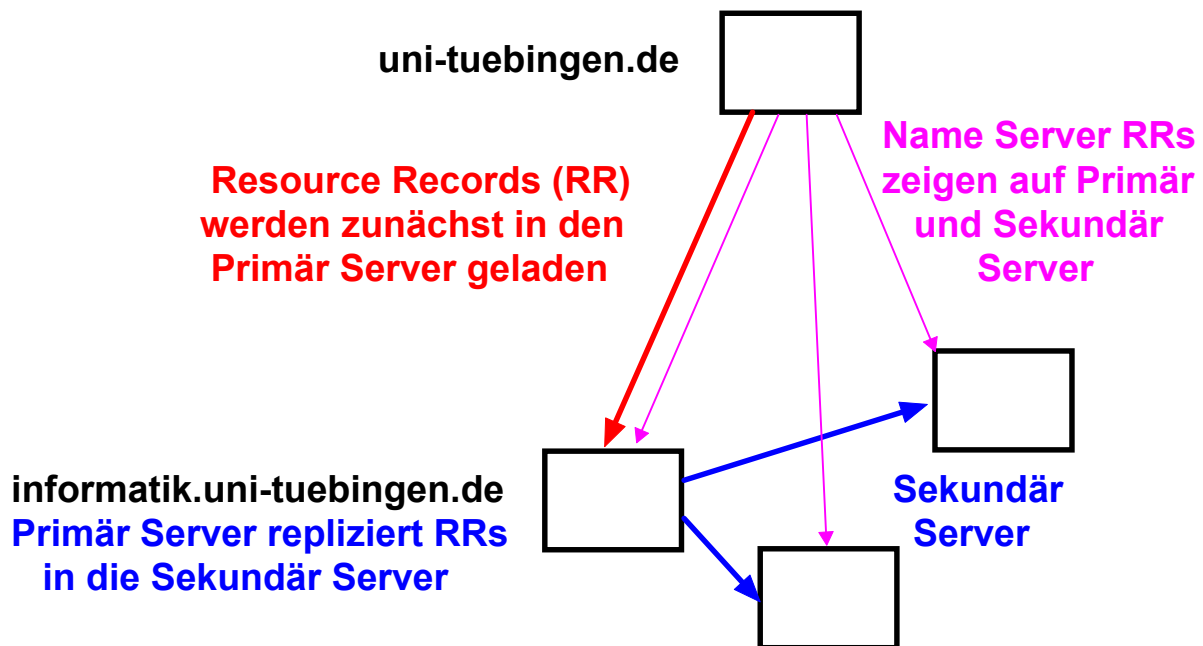 uni-tuebingen.de
Name Server RRs
zeigen auf Primär
und Sekundär
Server
Resource Records (RR)
werden zunächst in den
Primär Server geladen
informatik.uni-tuebingen.de
Primär Server repliziert RRs
in die Sekundär Server
Sekundär
Server